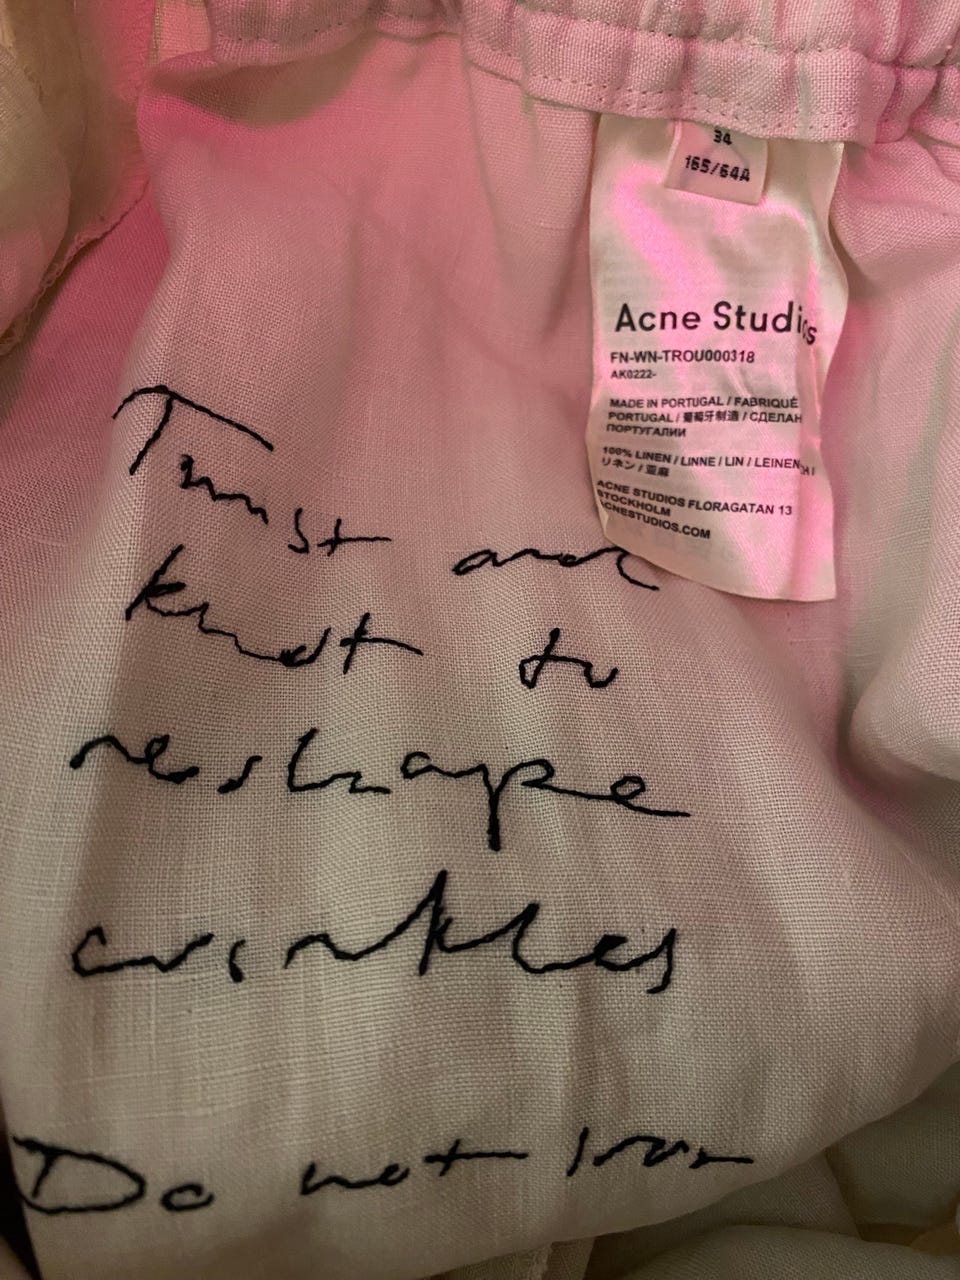 34
165/64A
Acne Studios
FN-WN-TROU000318
AK0222-
MADE IN PORTUGAL / FABRIQUÉ
PORTUGAL / 葡萄牙制造 / СДЕЛАН
ПОРТУГАЛИИ
100% LINEN / LINNE / LIN / LEINEN
リネン / 亚麻
ACNE STUDIOS FLORAGATAN 13
STOCKHOLM
ACNESTUDIOS.COM
Twist and
knot to
reshape
crinkles
Do not iron